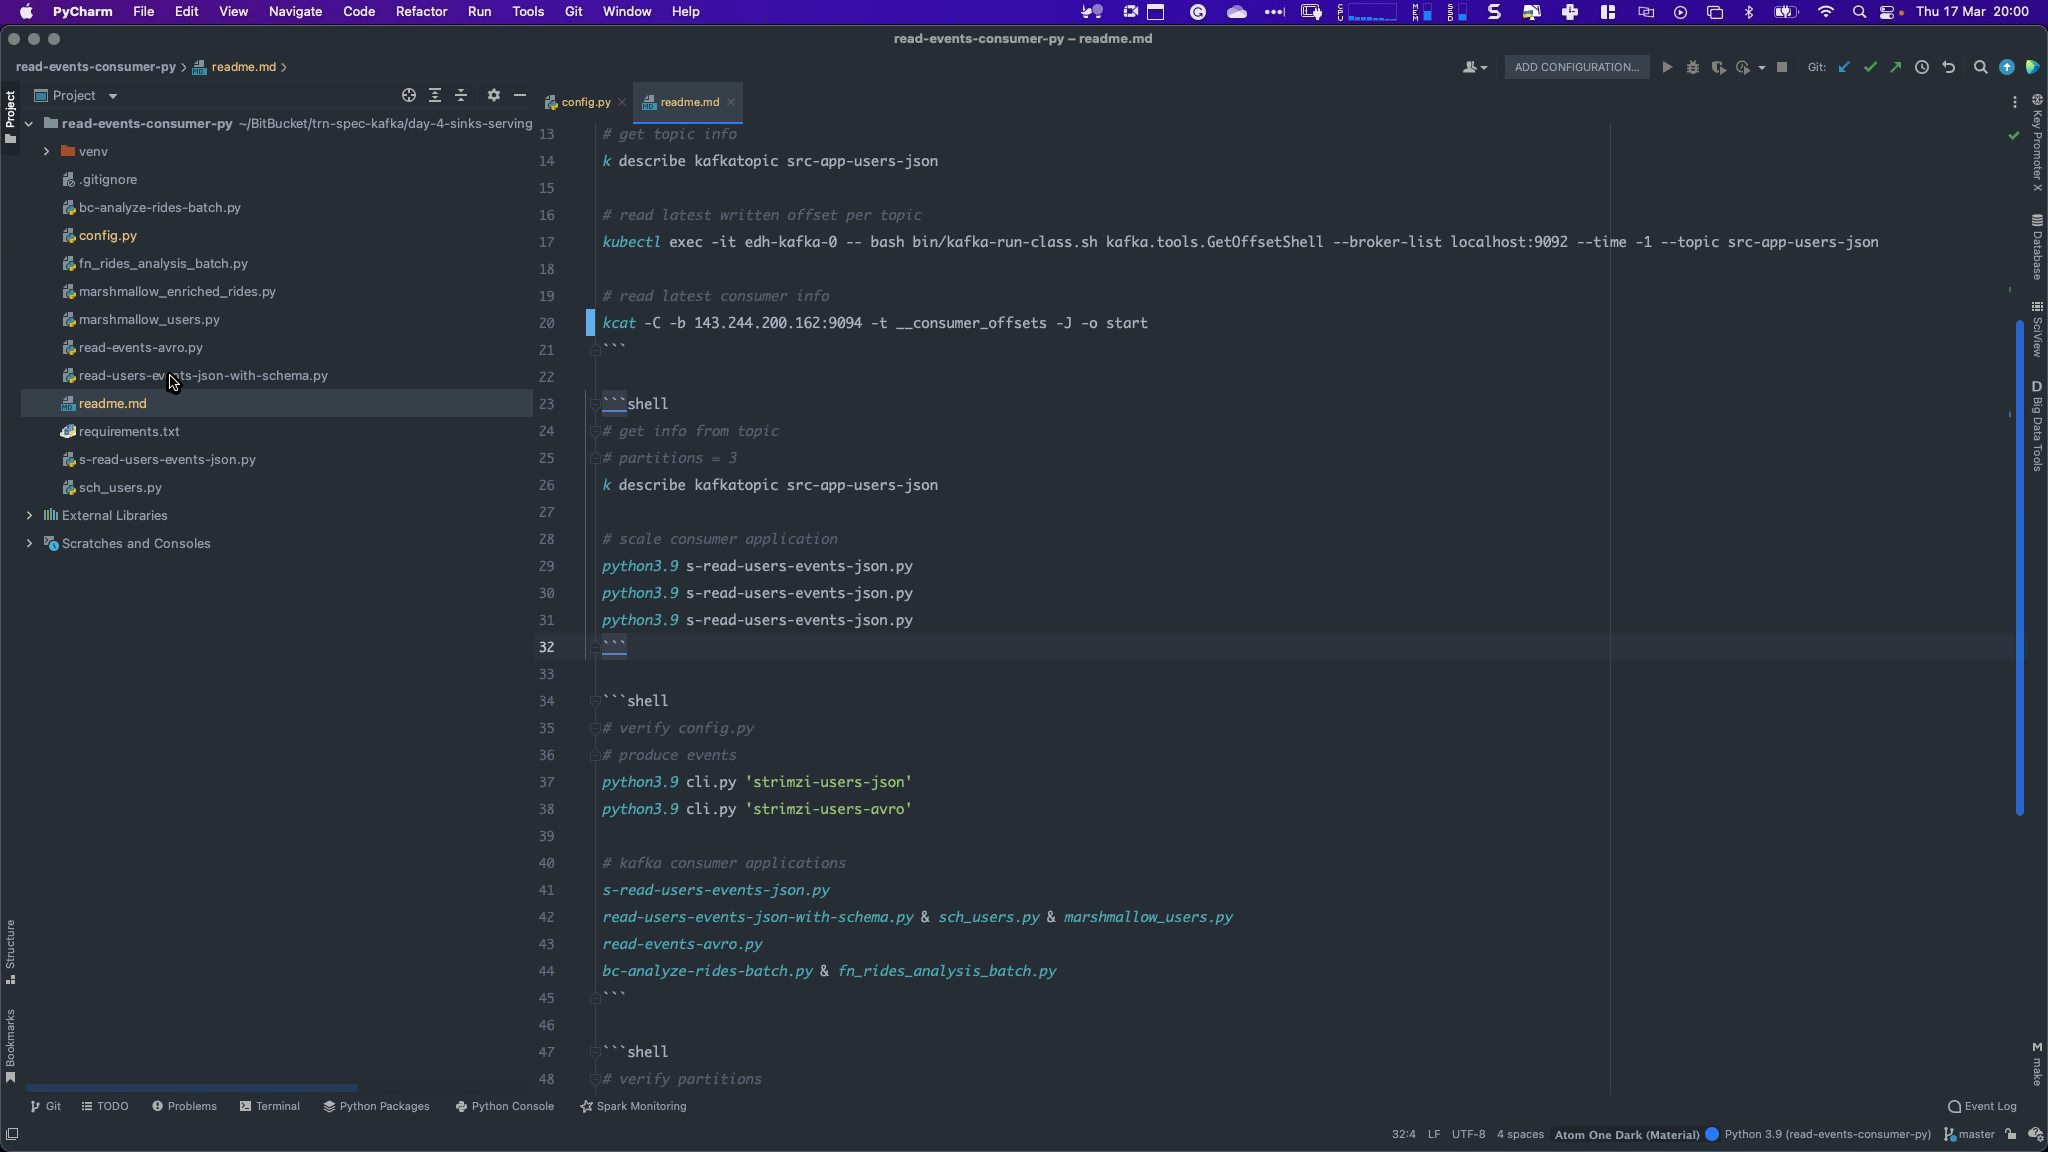 PyCharm File Edit View Navigate Code Refactor Run Tools Git Window Help
Thu 17 Mar 20:00
read-events-consumer-py – readme.md
read-events-consumer-py readme.md
ADD CONFIGURATION...
Git:
Project
config.py
readme.md
Project
read-events-consumer-py ~/BitBucket/trn-spec-kafka/day-4-sinks-serving
venv
.gitignore
bc-analyze-rides-batch.py
config.py
fn_rides_analysis_batch.py
marshmallow_enriched_rides.py
marshmallow_users.py
read-events-avro.py
read-users-events-json-with-schema.py
readme.md
requirements.txt
s-read-users-events-json.py
sch_users.py
External Libraries
Scratches and Consoles
Structure
Bookmarks
13 # get topic info
14 k describe kafkatopic src-app-users-json
15
16 # read latest written offset per topic
17 kubectl exec -it edh-kafka-0 -- bash bin/kafka-run-class.sh kafka.tools.GetOffsetShell --broker-list localhost:9092 --time -1 --topic src-app-users-json
18
19 # read latest consumer info
20 kcat -C -b 143.244.200.162:9094 -t __consumer_offsets -J -o start
21 ```
22
23 ```shell
24 # get info from topic
25 # partitions = 3
26 k describe kafkatopic src-app-users-json
27
28 # scale consumer application
29 python3.9 s-read-users-events-json.py
30 python3.9 s-read-users-events-json.py
31 python3.9 s-read-users-events-json.py
32 ```
33
34 ```shell
35 # verify config.py
36 # produce events
37 python3.9 cli.py 'strimzi-users-json'
38 python3.9 cli.py 'strimzi-users-avro'
39
40 # kafka consumer applications
41 s-read-users-events-json.py
42 read-users-events-json-with-schema.py & sch_users.py & marshmallow_users.py
43 read-events-avro.py
44 bc-analyze-rides-batch.py & fn_rides_analysis_batch.py
45 ```
46
47 ```shell
48 # verify partitions
Key Promoter X
Database
SciView
D Big Data Tools
M make
Git TODO Problems Terminal Python Packages Python Console Spark Monitoring
Event Log
32:4 LF UTF-8 4 spaces Atom One Dark (Material) Python 3.9 (read-events-consumer-py) master